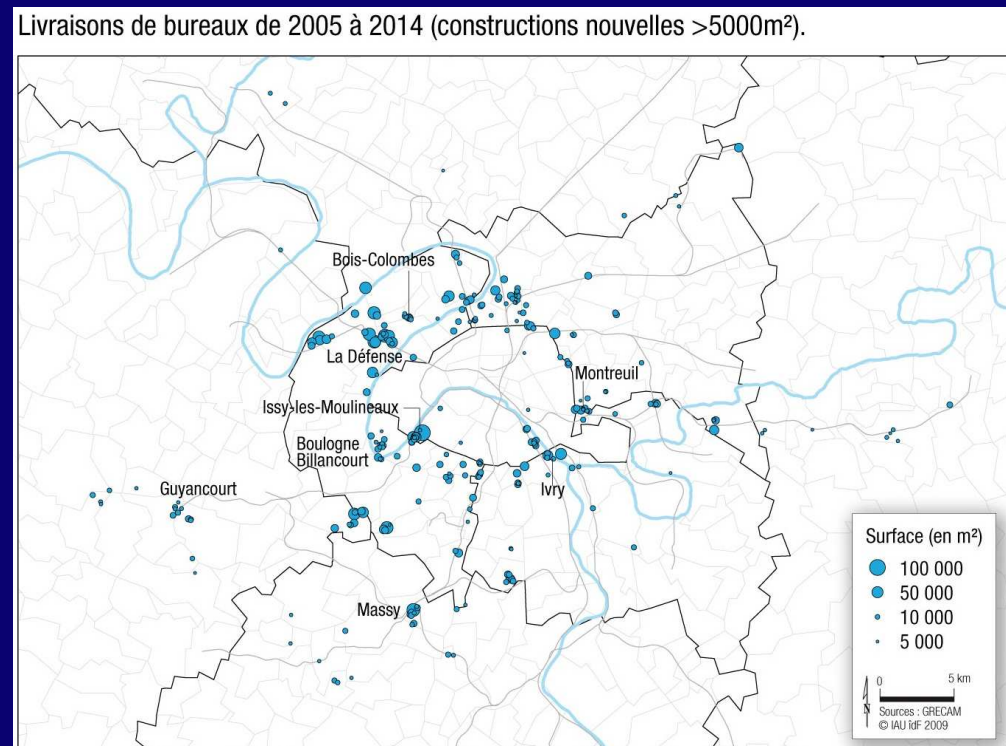 Livraisons de bureaux de 2005 à 2014 (constructions nouvelles >5000m²).
Bois-Colombes
La Défense
Montreuil
Issy-les-Moulineaux
Boulogne
Billancourt
Guyancourt
Ivry
Massy
Surface (en m²)
100 000
50 000
10 000
5 000
0 5 km
N
Sources : GRECAM
© IAU îdF 2009